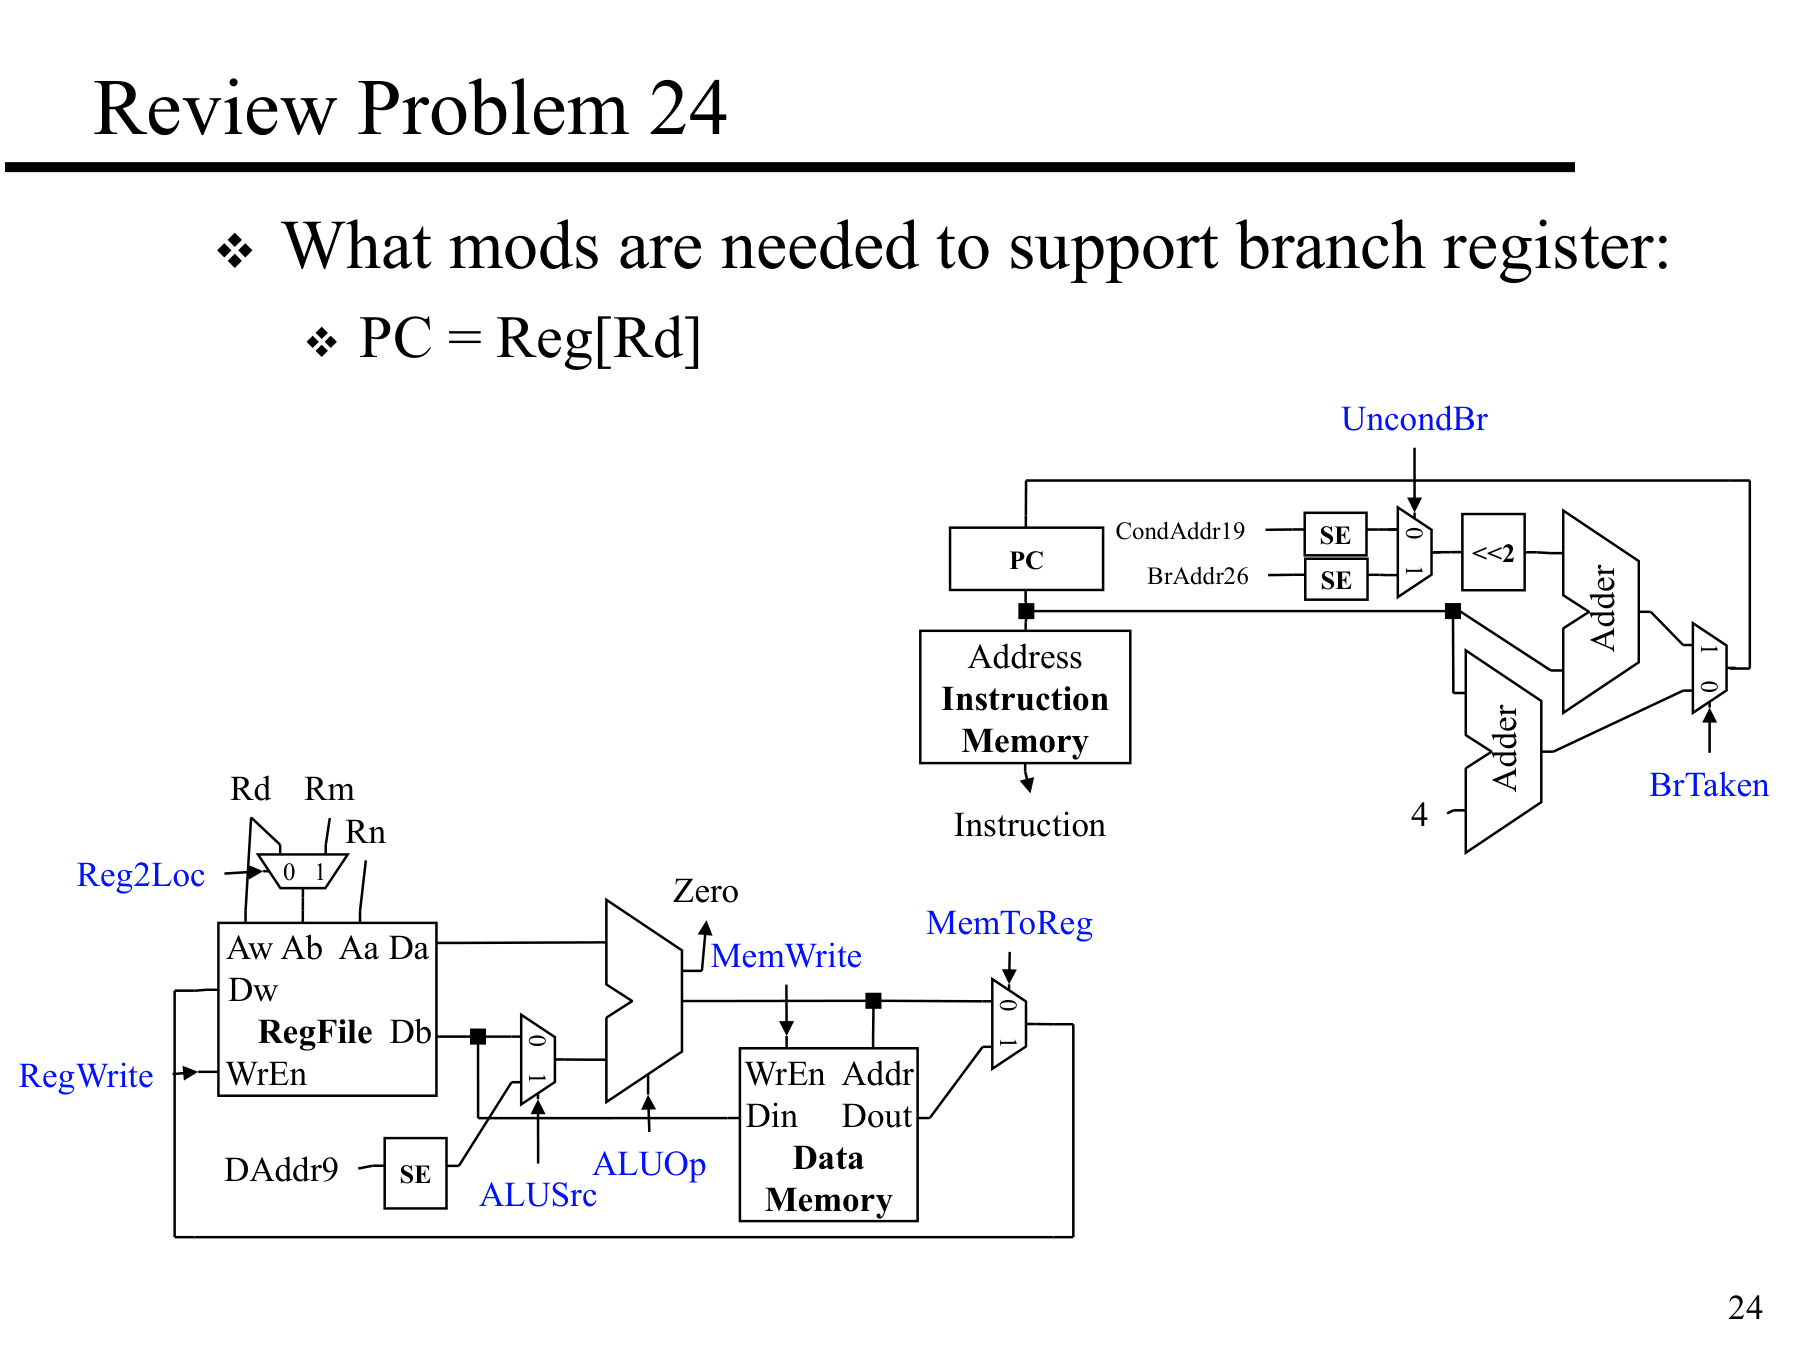 Review Problem 24
❖ What mods are needed to support branch register:
❖ PC = Reg[Rd]
UncondBr
CondAddr19
SE
0
<<2
PC
BrAddr26
SE
1
Adder
Address
Instruction
Memory
1
0
Adder
4
BrTaken
Instruction
Rd
Rm
Rn
Reg2Loc
0 1
Zero
MemToReg
MemWrite
Aw Ab Aa Da
Dw
RegFile Db
WrEn
RegWrite
0
1
0
1
WrEn Addr
Din Dout
Data
Memory
DAddr9
SE
ALUSrc
ALUOp
24